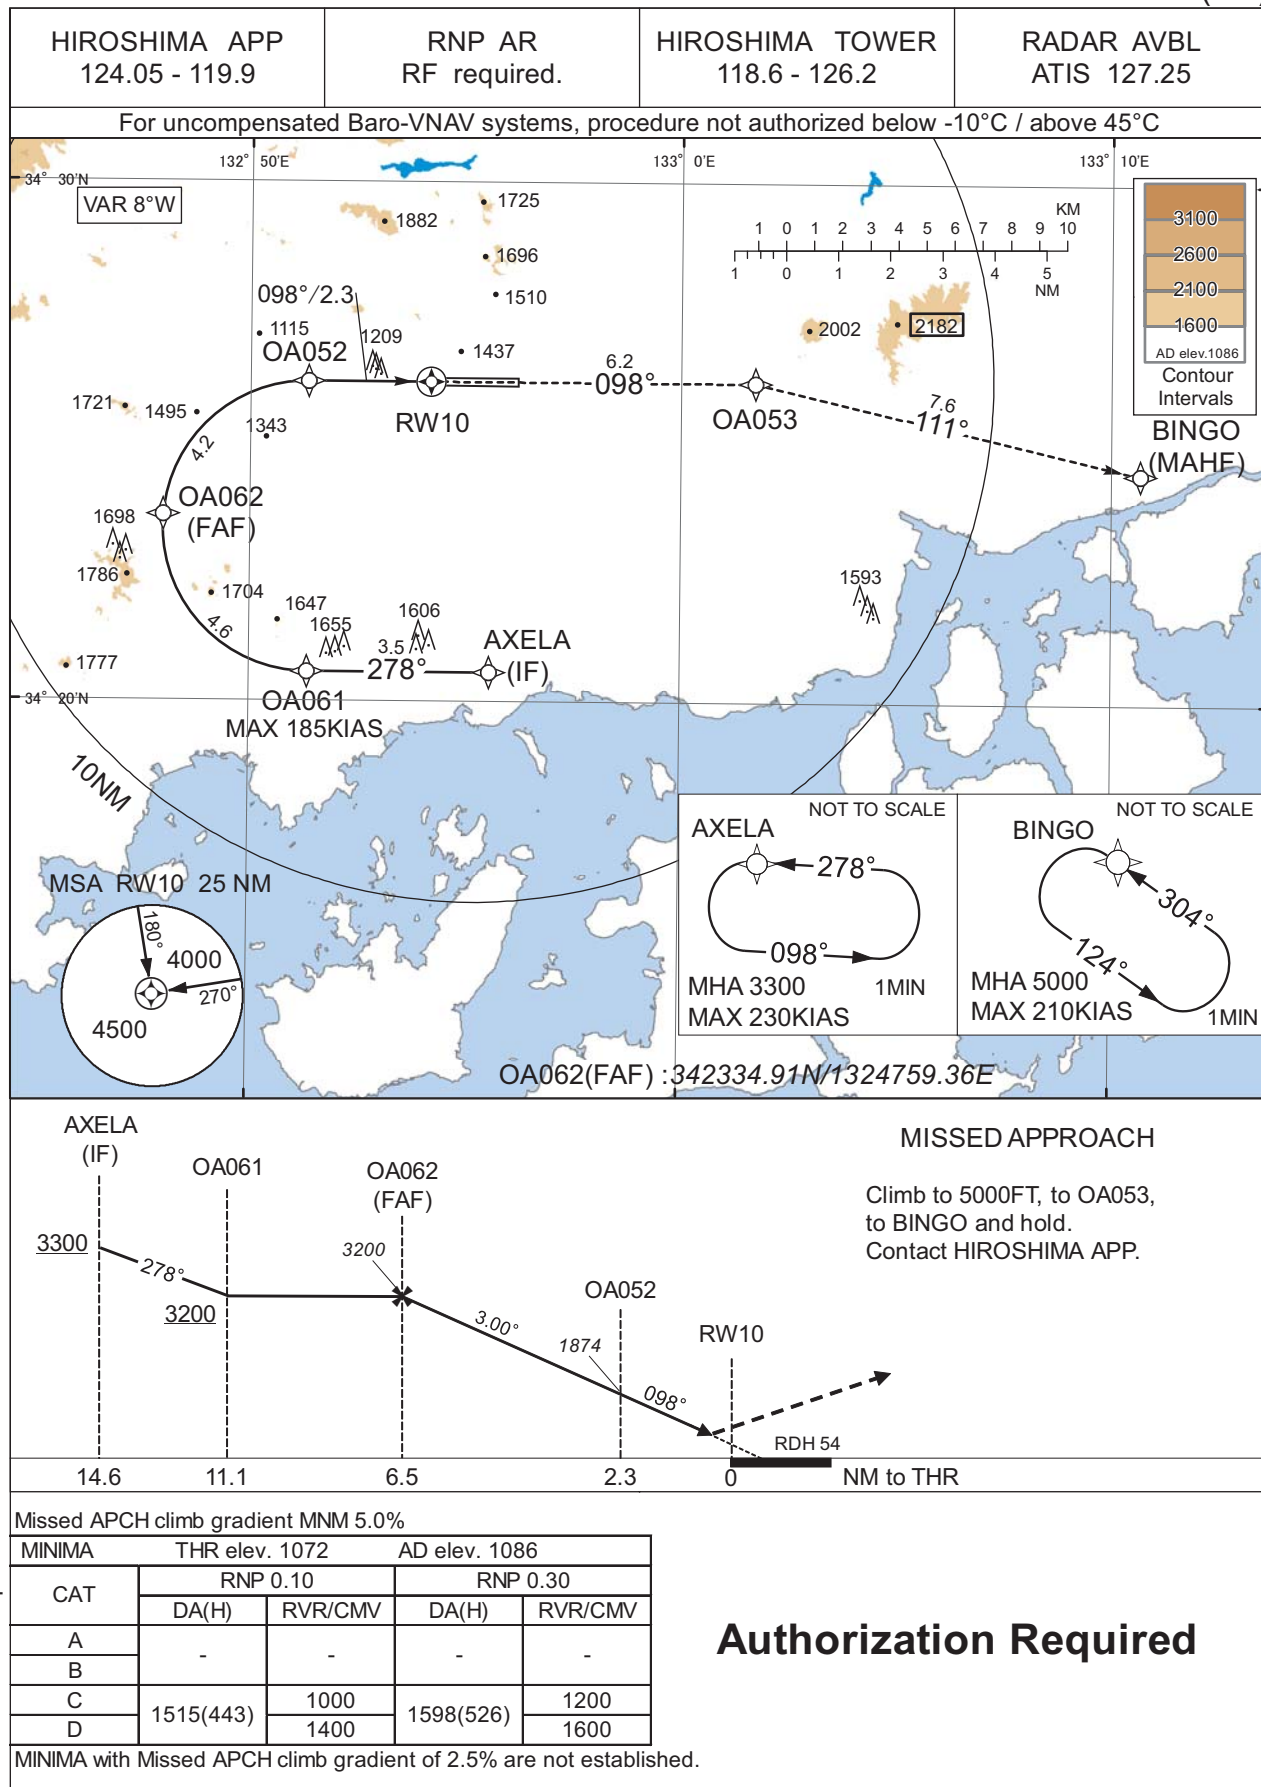 HIROSHIMA APP
124.05 - 119.9
RNP AR
RF required.
HIROSHIMA TOWER
118.6 - 126.2
RADAR AVBL
ATIS 127.25
For uncompensated Baro-VNAV systems, procedure not authorized below -10°C / above 45°C
132° 50'E
133° 0'E
133° 10'E
34° 30'N
VAR 8°W
1725
1882
1696
1510
KM
1 0 1 2 3 4 5 6 7 8 9 10
1 0 1 2 3 4 5
NM
3100
2600
2100
1600
AD elev.1086
Contour
Intervals
098°/2.3
1115
1209
OA052
1437
2002
2182
6.2
098°
RW10
OA053
7.6
111°
BINGO
(MAHF)
1721
1495
1343
4.2
OA062
(FAF)
1698
1786
1704
1647
1655
1606
1593
4.6
3.5
278°
AXELA
(IF)
1777
OA061
MAX 185KIAS
34° 20'N
10NM
MSA RW10 25 NM
180°
4000
270°
4500
NOT TO SCALE
AXELA
278°
098°
MHA 3300
1MIN
MAX 230KIAS
NOT TO SCALE
BINGO
304°
124°
MHA 5000
MAX 210KIAS
1MIN
OA062(FAF) :342334.91N/1324759.36E
AXELA
(IF)
OA061
OA062
(FAF)
3300
278°
3200
3200
3.00°
OA052
1874
098°
RW10
RDH 54
14.6 11.1 6.5 2.3 0 NM to THR
MISSED APPROACH
Climb to 5000FT, to OA053,
to BINGO and hold.
Contact HIROSHIMA APP.
Missed APCH climb gradient MNM 5.0%
MINIMA THR elev. 1072 AD elev. 1086
CAT RNP 0.10 RNP 0.30
DA(H) RVR/CMV DA(H) RVR/CMV
A
B
- - - -
C 1515(443) 1000 1598(526) 1200
D 1400 1600
MINIMA with Missed APCH climb gradient of 2.5% are not established.
Authorization Required